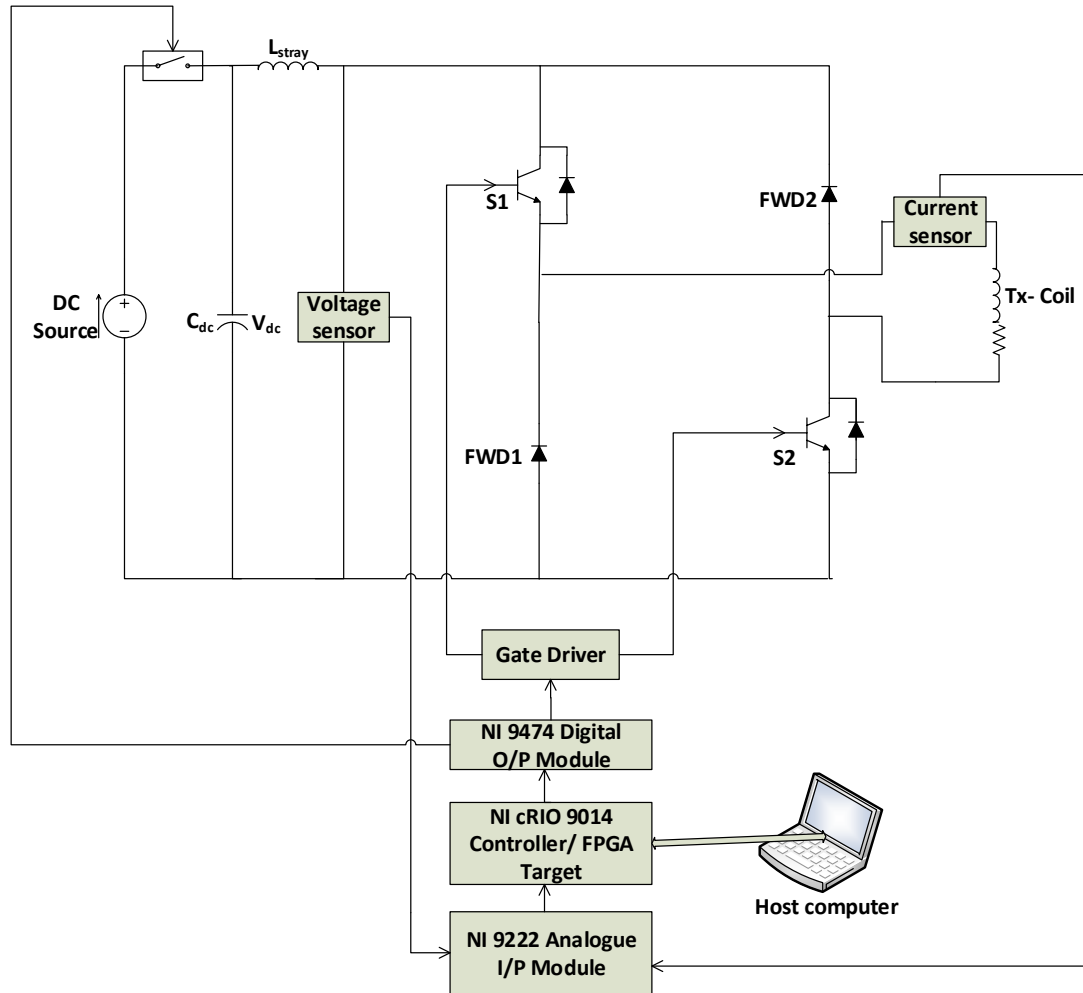 Lstray
S1
FWD2
Current
sensor
DC
Source
+
−
Cdc
Vdc
Voltage
sensor
Tx- Coil
FWD1
S2
Gate Driver
NI 9474 Digital
O/P Module
NI cRIO 9014
Controller/ FPGA
Target
Host computer
NI 9222 Analogue
I/P Module